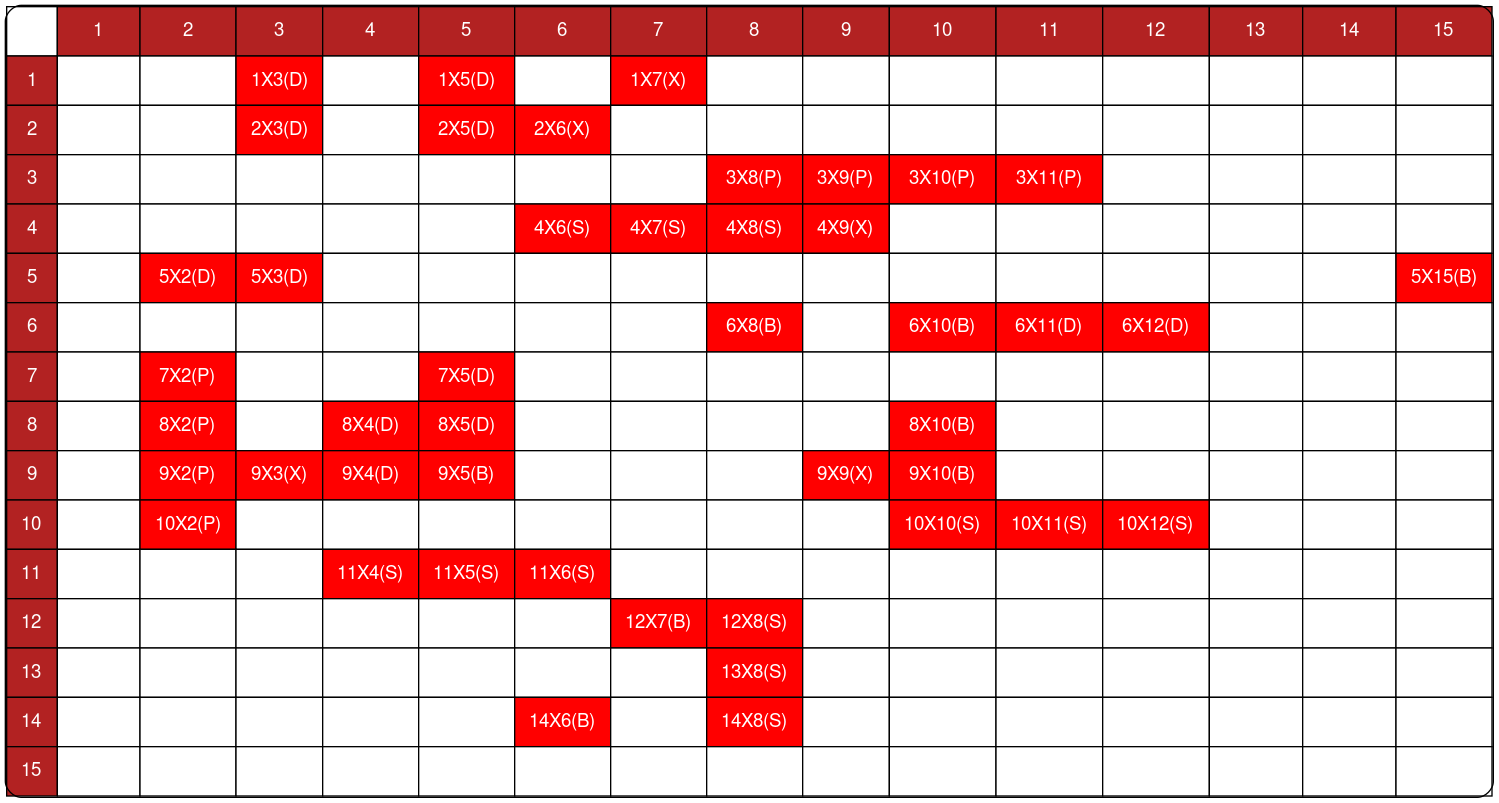 1 2 3 4 5 6 7 8 9 10 11 12 13 14 15
1 1X3(D) 1X5(D) 1X7(X)
2 2X3(D) 2X5(D) 2X6(X)
3 3X8(P) 3X9(P) 3X10(P) 3X11(P)
4 4X6(S) 4X7(S) 4X8(S) 4X9(X)
5 5X2(D) 5X3(D) 5X15(B)
6 6X8(B) 6X10(B) 6X11(D) 6X12(D)
7 7X2(P) 7X5(D)
8 8X2(P) 8X4(D) 8X5(D) 8X10(B)
9 9X2(P) 9X3(X) 9X4(D) 9X5(B) 9X9(X) 9X10(B)
10 10X2(P) 10X10(S) 10X11(S) 10X12(S)
11 11X4(S) 11X5(S) 11X6(S)
12 12X7(B) 12X8(S)
13 13X8(S)
14 14X6(B) 14X8(S)
15